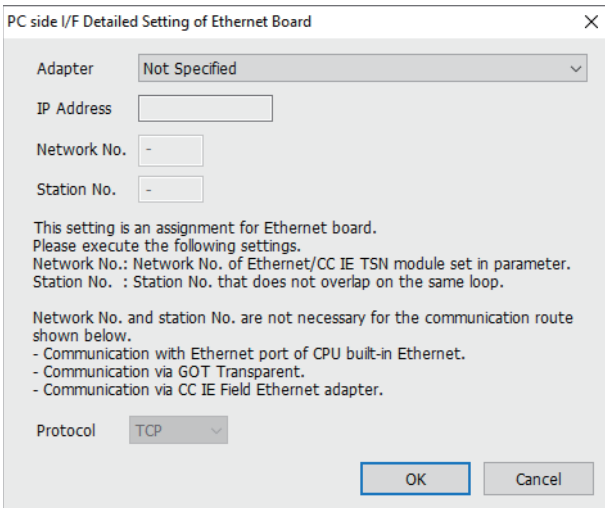 PC side I/F Detailed Setting of Ethernet Board
Adapter Not Specified
IP Address
Network No. -
Station No. -
This setting is an assignment for Ethernet board.
Please execute the following settings.
Network No.: Network No. of Ethernet/CC IE TSN module set in parameter.
Station No. : Station No. that does not overlap on the same loop.
Network No. and station No. are not necessary for the communication route
shown below.
- Communication with Ethernet port of CPU built-in Ethernet.
- Communication via GOT Transparent.
- Communication via CC IE Field Ethernet adapter.
Protocol TCP
OK Cancel